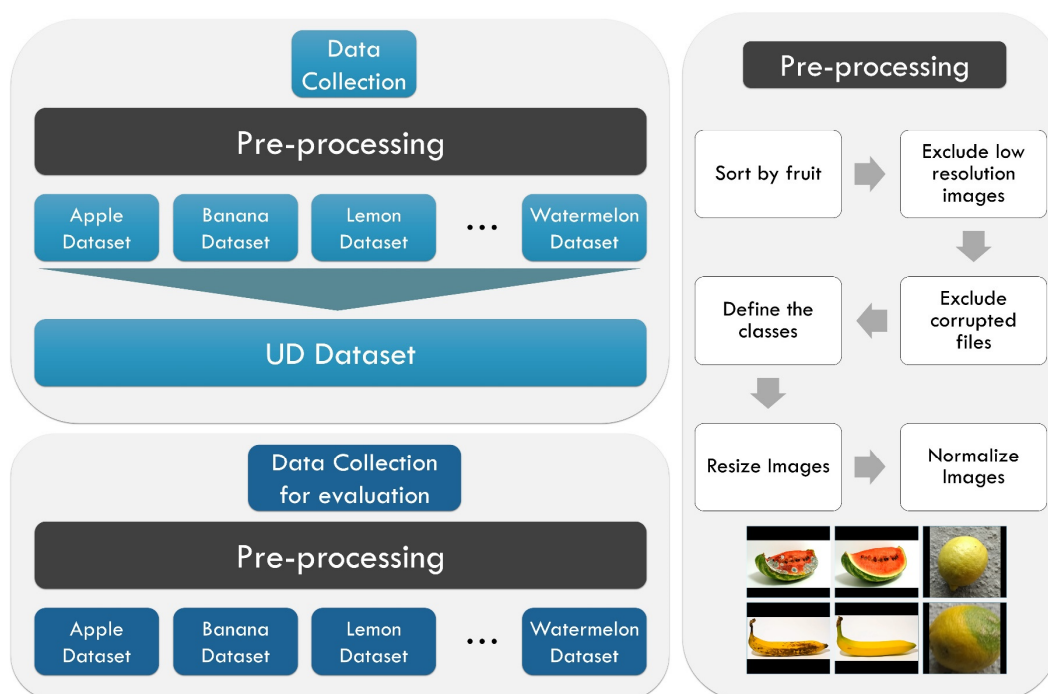 Data
Collection
Pre-processing
Apple
Dataset
Banana
Dataset
Lemon
Dataset
...
Watermelon
Dataset
UD Dataset
Data Collection
for evaluation
Pre-processing
Apple
Dataset
Banana
Dataset
Lemon
Dataset
...
Watermelon
Dataset
Pre-processing
Sort by fruit
Exclude low
resolution
images
Define the
classes
Exclude
corrupted
files
Resize Images
Normalize
Images